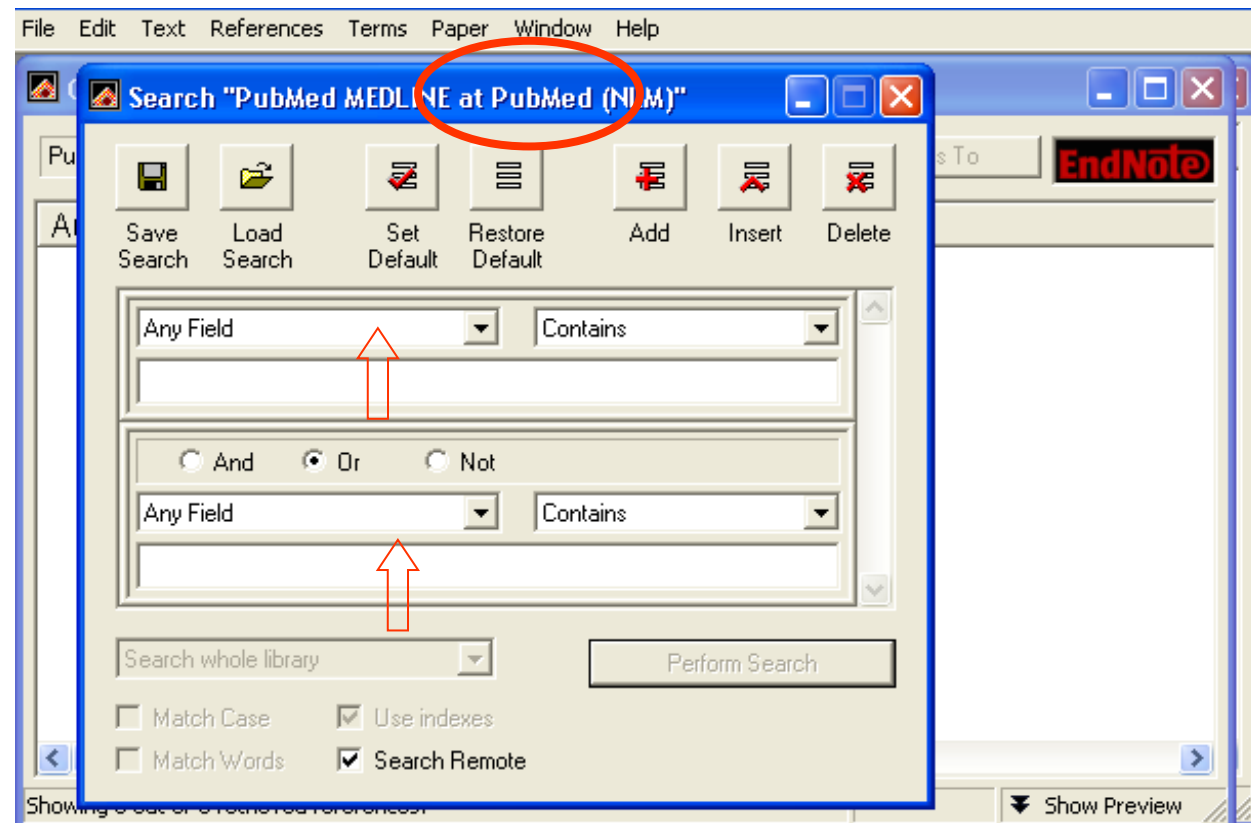 File Edit Text References Terms Paper Window Help
Search "PubMed MEDLINE at PubMed (NLM)"
Pu
s To
EndNote
Save Search
Load Search
Set Default
Restore Default
Add
Insert
Delete
Any Field
Contains
And
Or
Not
Any Field
Contains
Search whole library
Perform Search
Match Case
Use indexes
Match Words
Search Remote
Show Preview